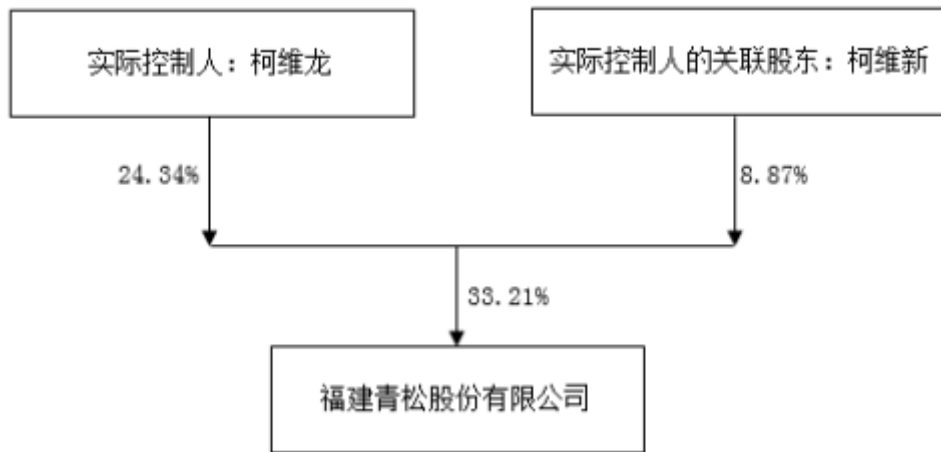 实际控制人：柯维龙
实际控制人的关联股东：柯维新
24.34%
8.87%
33.21%
福建青松股份有限公司